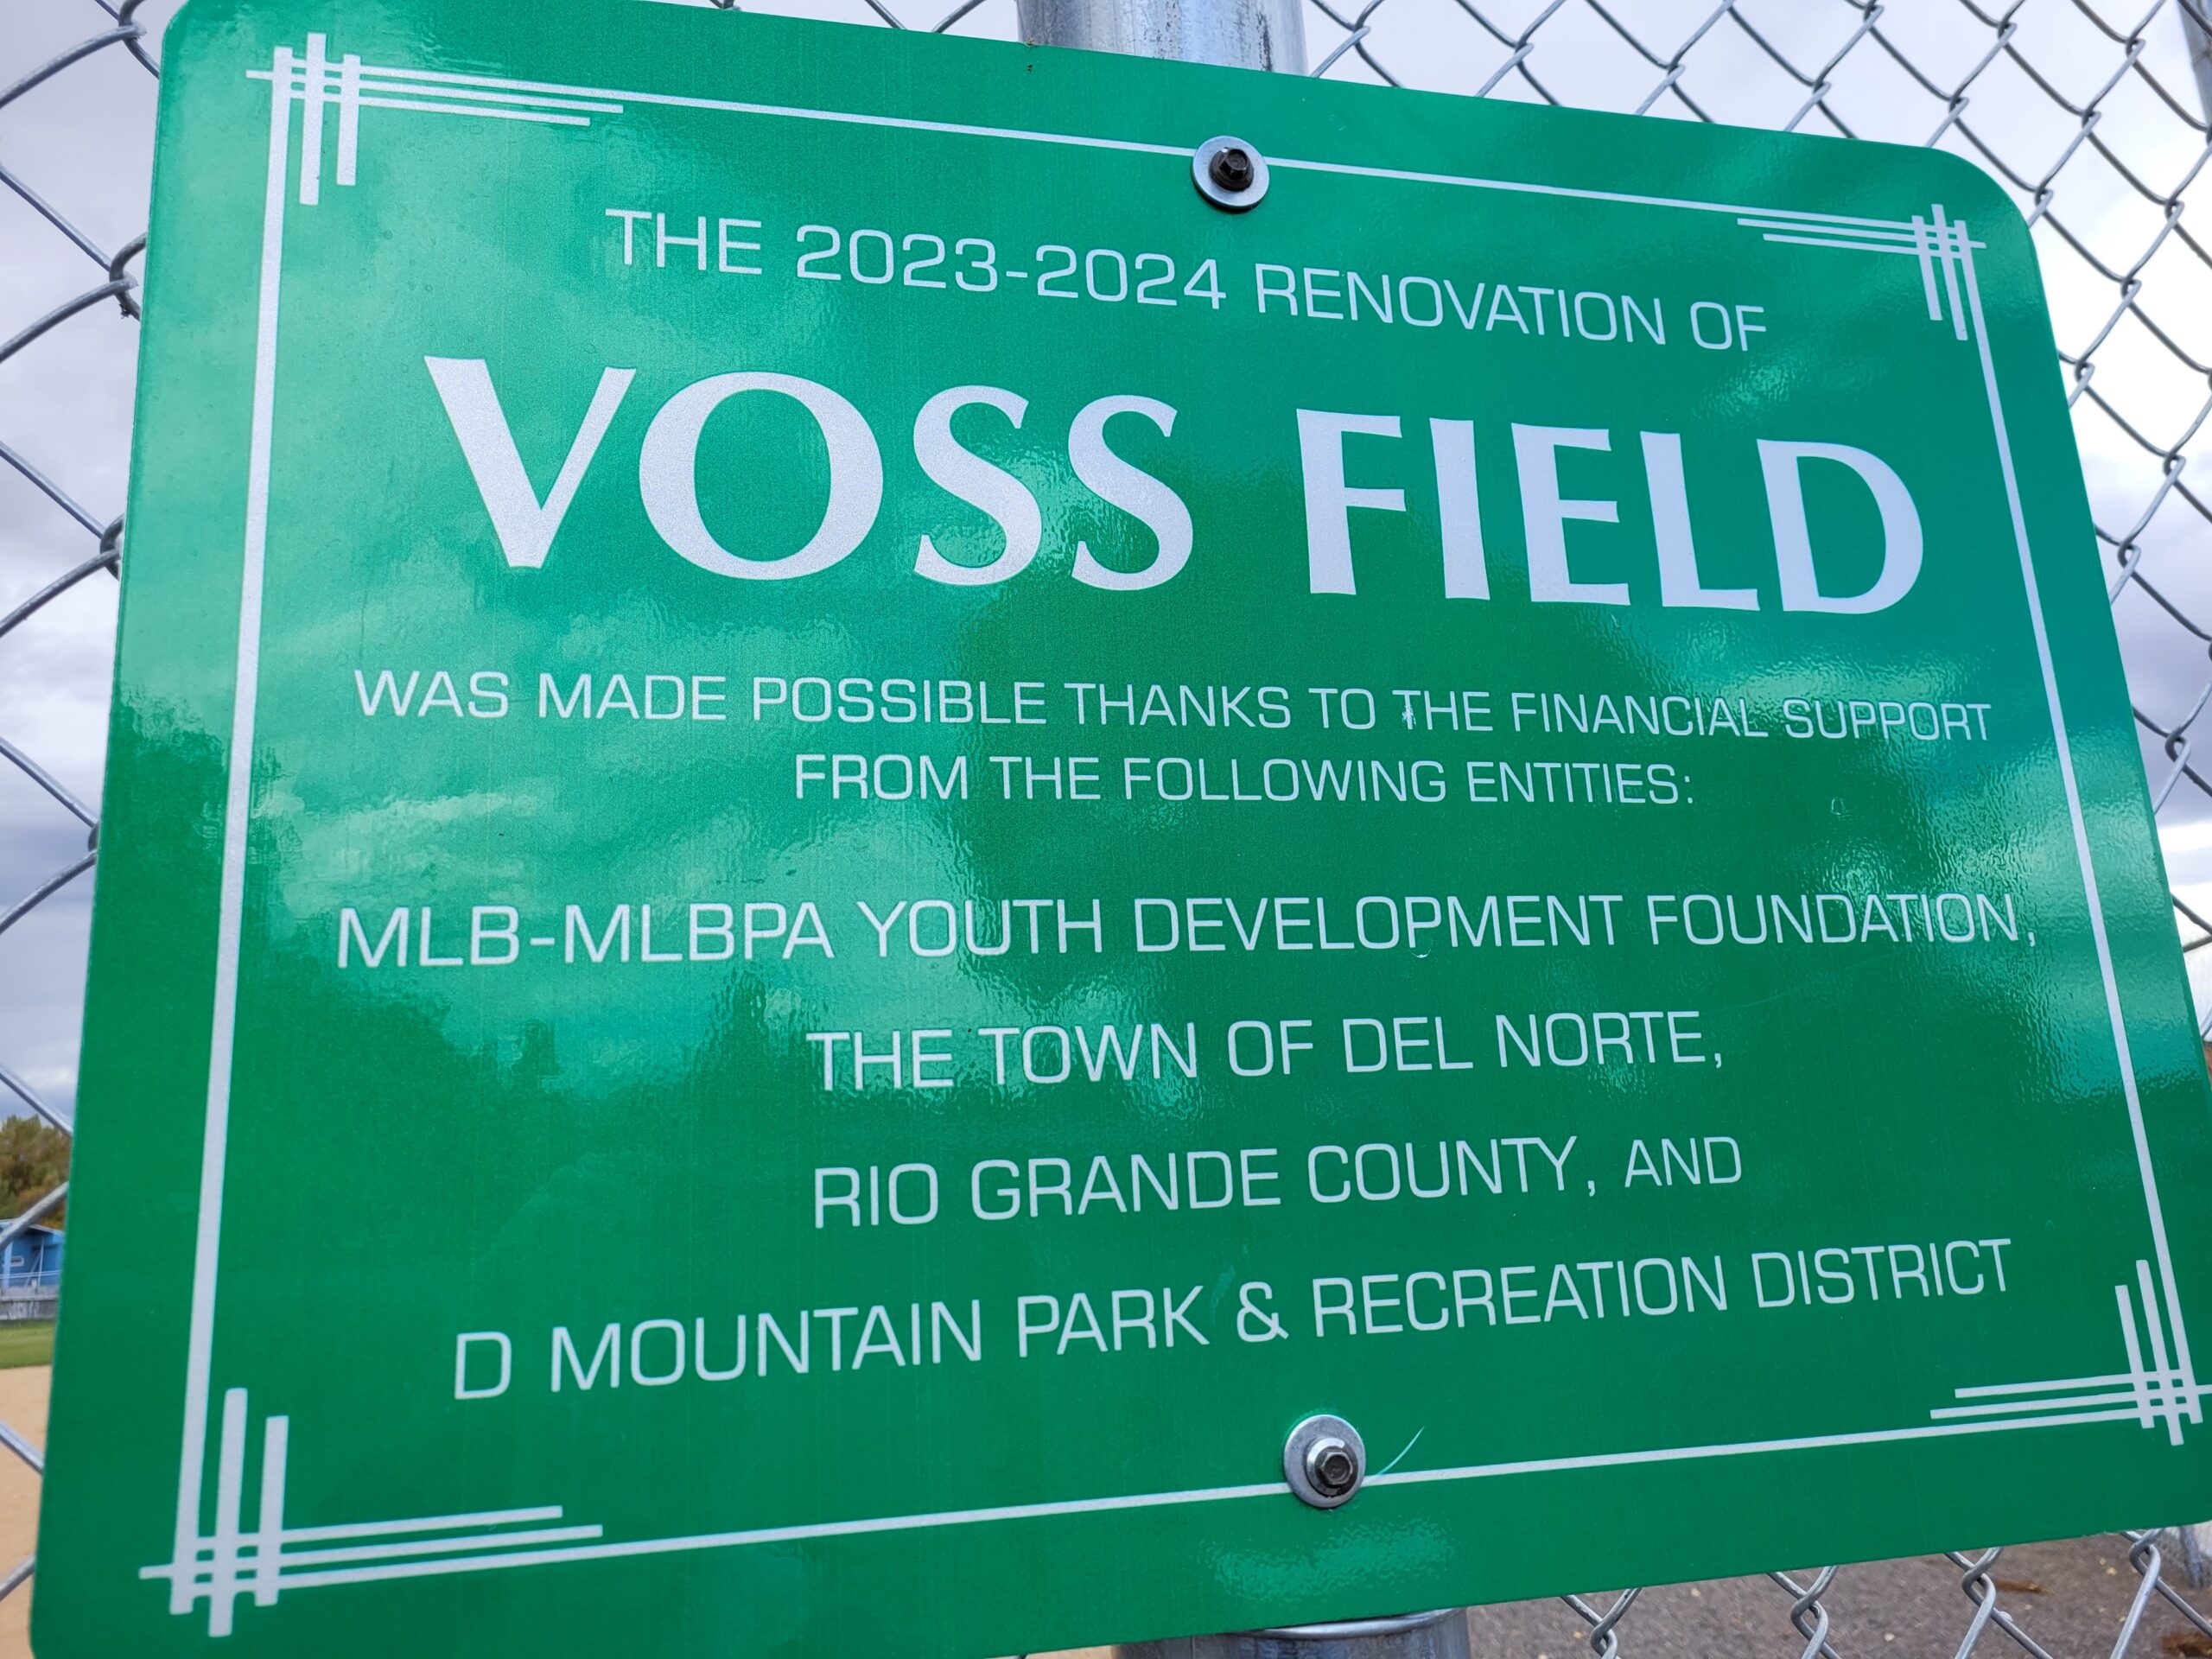 THE 2023-2024 RENOVATION OF
VOSS FIELD
WAS MADE POSSIBLE THANKS TO THE FINANCIAL SUPPORT
FROM THE FOLLOWING ENTITIES:
MLB-MLBPA YOUTH DEVELOPMENT FOUNDATION,
THE TOWN OF DEL NORTE,
RIO GRANDE COUNTY, AND
D MOUNTAIN PARK & RECREATION DISTRICT